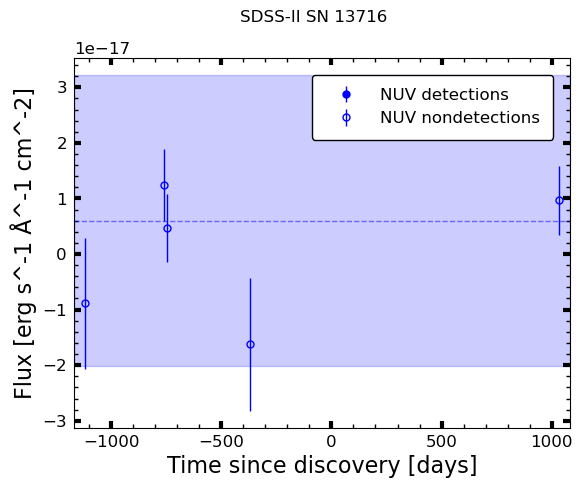 SDSS-II SN 13716
1e−17
3
2
1
0
−1
−2
−3
Flux [erg s^-1 Å^-1 cm^-2]
NUV detections
NUV nondetections
−1000 −500 0 500 1000
Time since discovery [days]